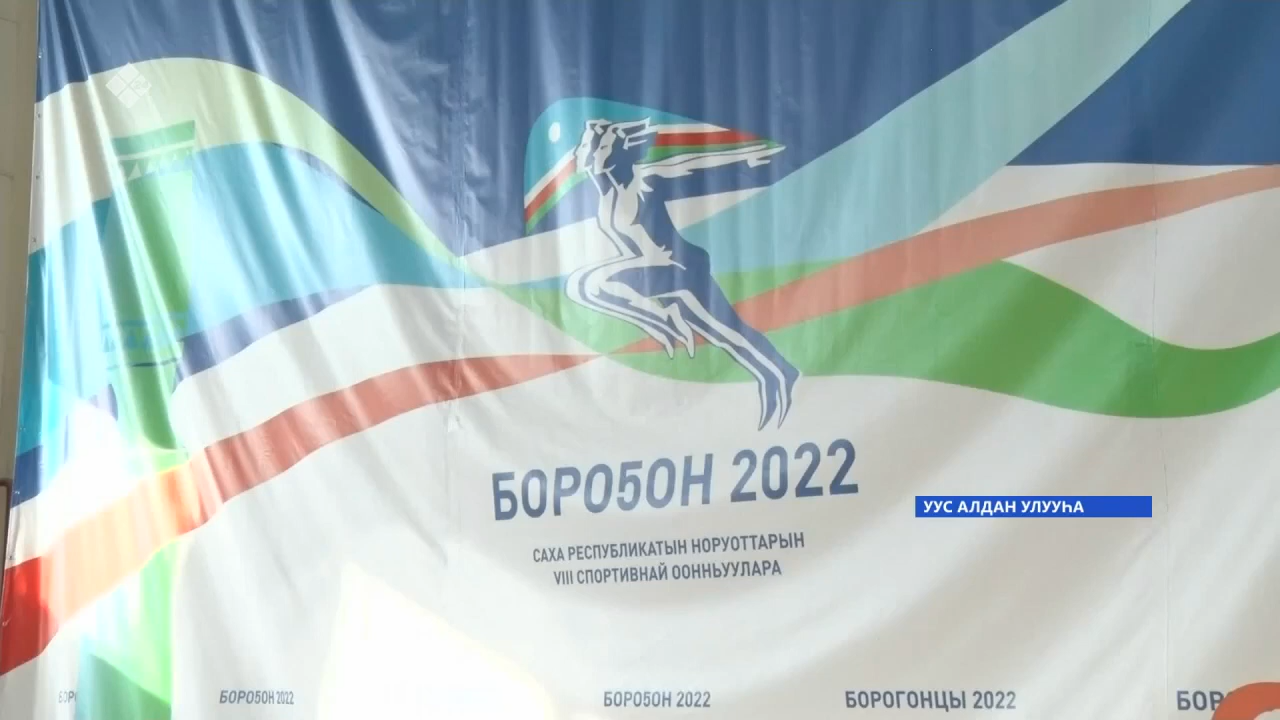 БОРО5ОН 2022
УУС АЛДАН УЛУУҺА
САХА РЕСПУБЛИКАТЫН НОРУОТТАРЫН
VIII СПОРТИВНАЙ ООННЬУУЛАРА
БОРО5ОН 2022
БОРО5ОН 2022
БОРОГОНЦЫ 2022